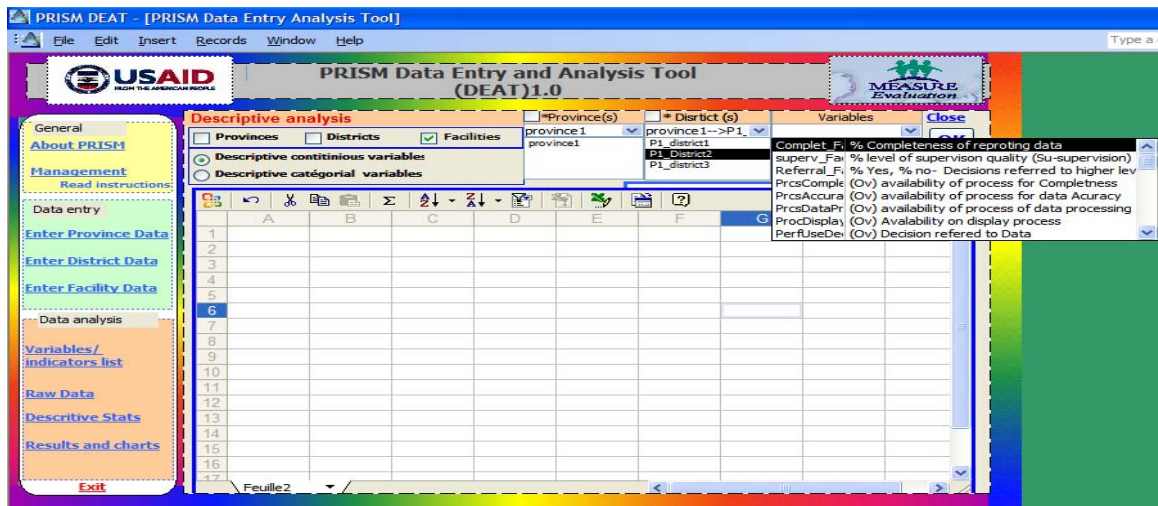 PRISM DEAT - [PRISM Data Entry Analysis Tool]
File Edit Insert Records Window Help
Type a
USAID
FROM THE AMERICAN PEOPLE
PRISM Data Entry and Analysis Tool
(DEAT)1.0
MEASURE
Evaluation
General
About PRISM
Management
Read instructions
Data entry
Enter Province Data
Enter District Data
Enter Facility Data
Data analysis
Variables/
indicators list
Raw Data
Descritive Stats
Results and charts
Exit
Descriptive analysis
Provinces Districts Facilities
Descriptive contitinious variables
Descriptive catégorial variables
*Province(s)
province1
province1
* Disrtict (s)
province1-->P1_
P1_district1
P1_District2
P1_district3
Variables
Close
OK
Complet_F % Completeness of reproting data
superv_Fa % level of supervison quality (Su-supervision)
Referral_F % Yes, % no- Decisions referred to higher lev
PrcsComple (Ov) availability of process for Completness
PrcsAccura (Ov) availability of process for data Acuracy
PrcsDataPr (Ov) availability of process of data processing
ProcDisplay (Ov) Avalability on display process
PerfUseDe (Ov) Decision refered to Data
A B C D E F G
1
2
3
4
5
6
7
8
9
10
11
12
13
14
15
16
17
Feuille2